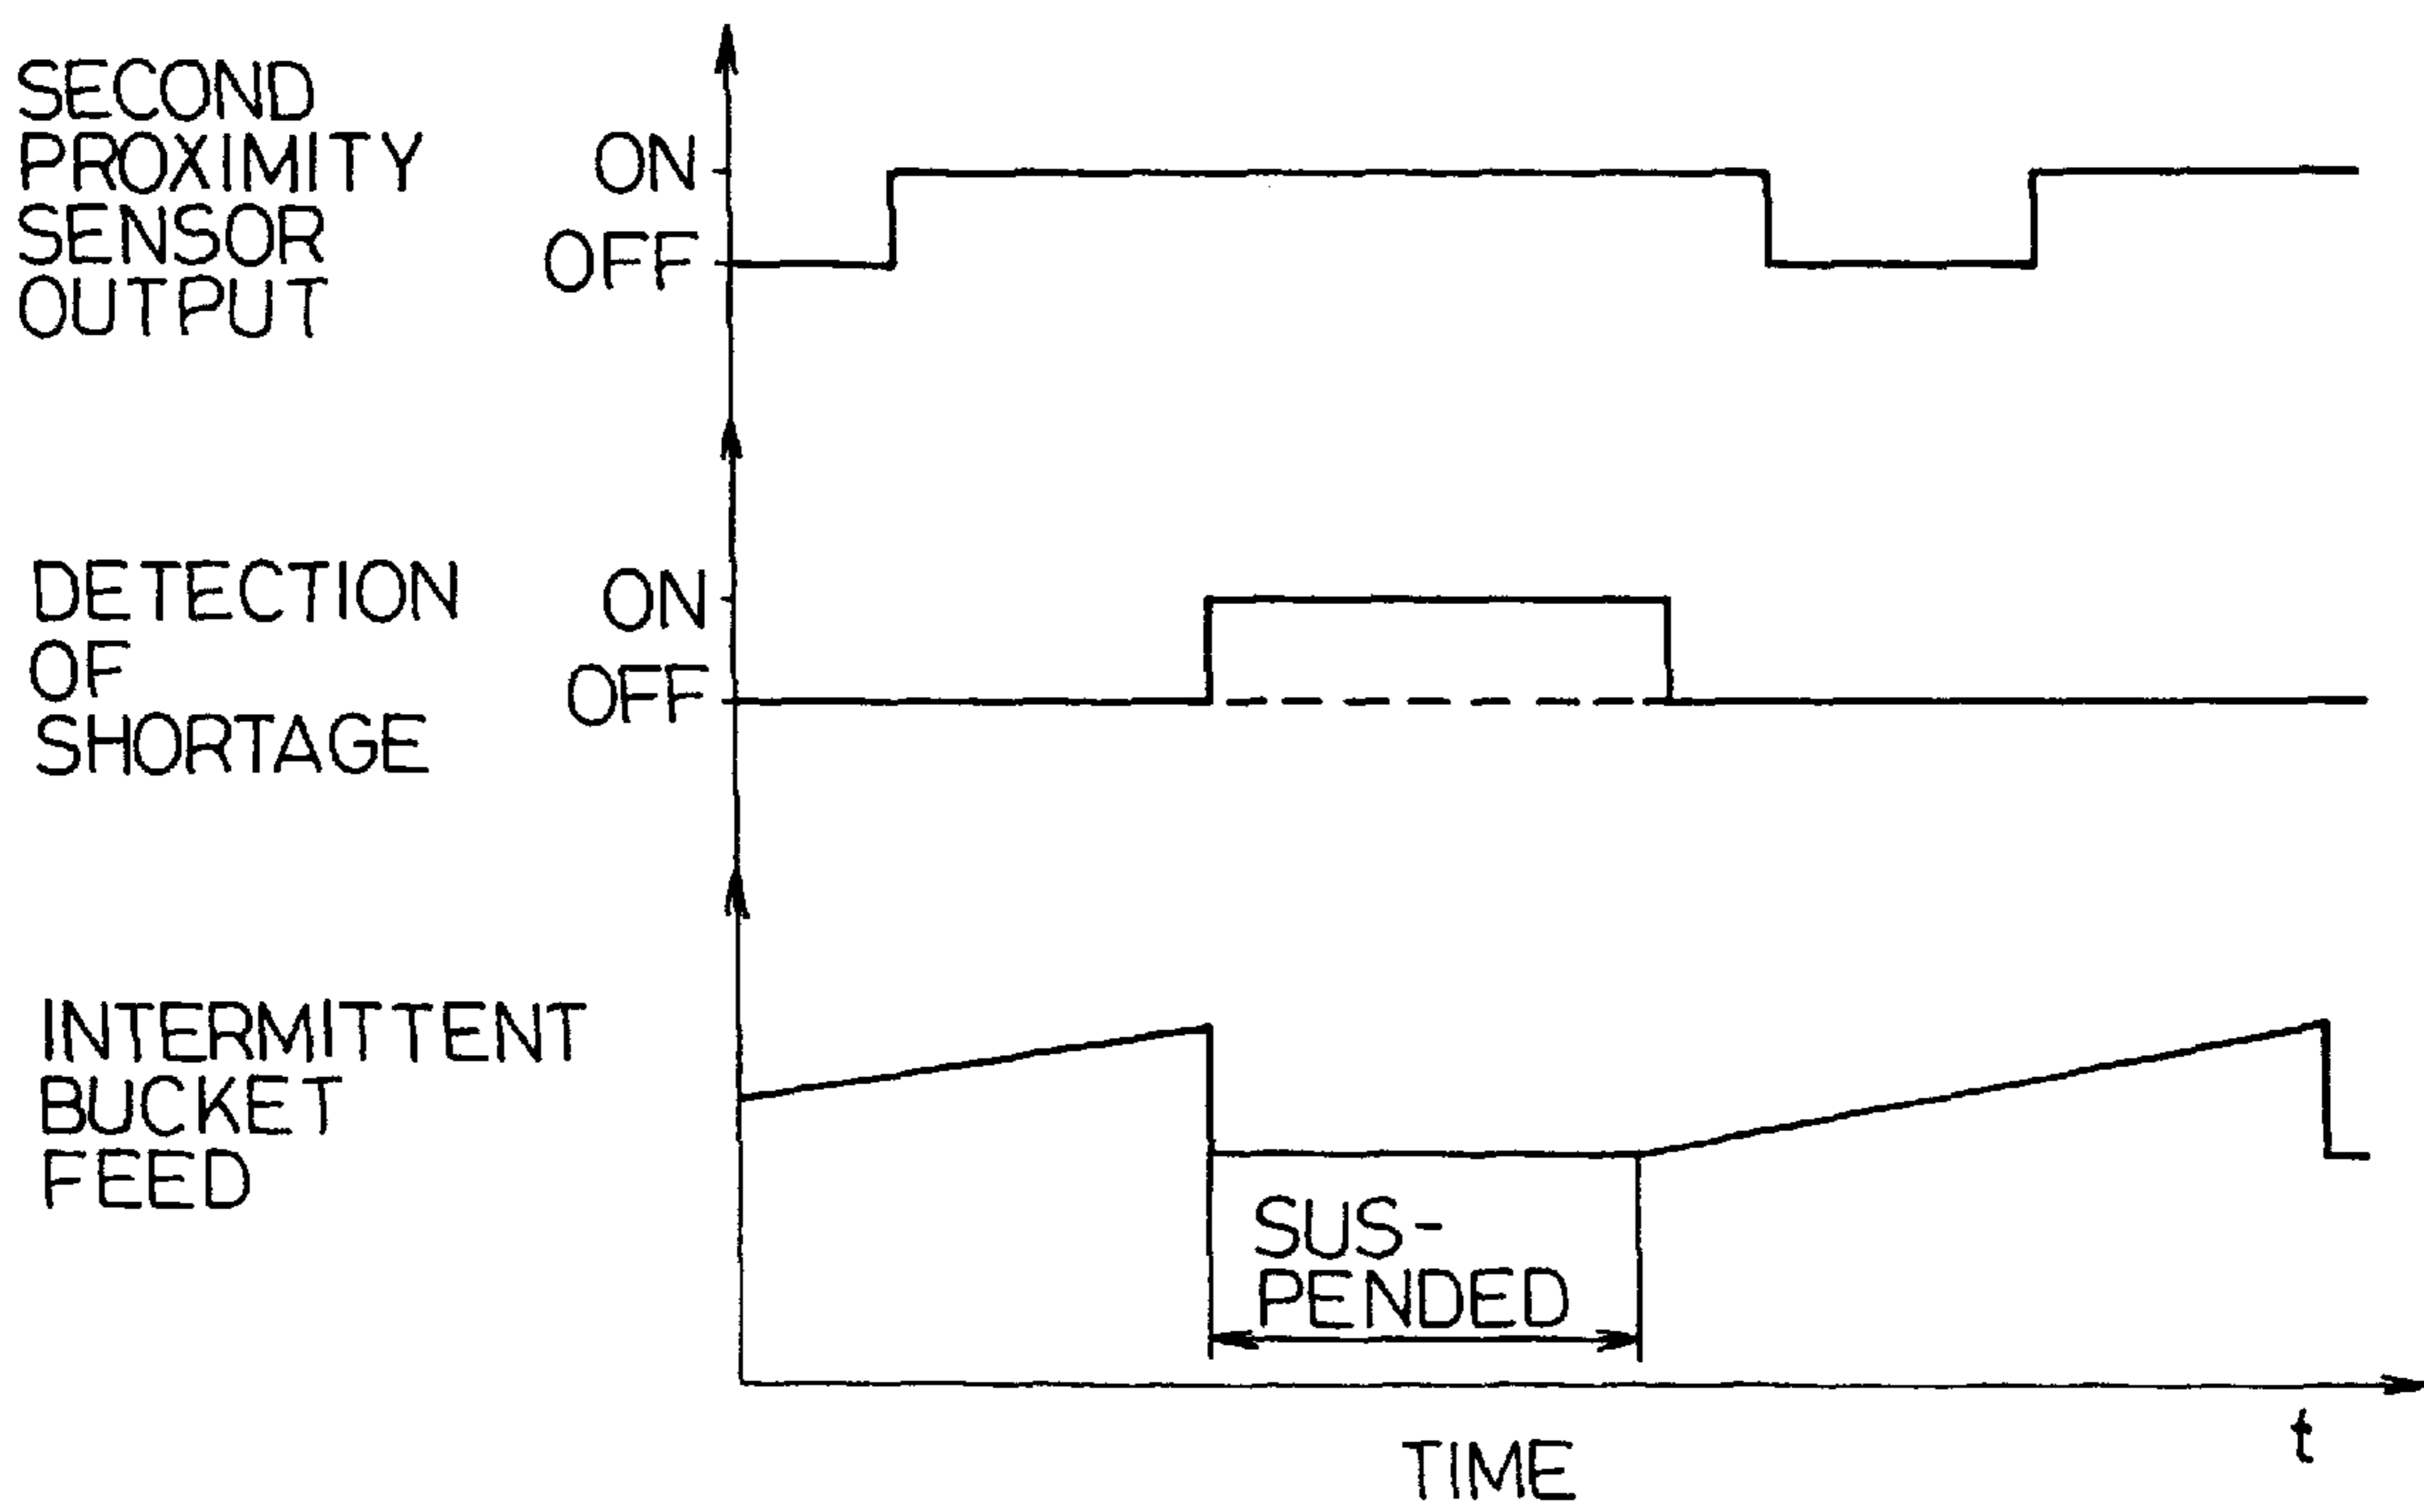 SECOND
PROXIMITY
SENSOR
OUTPUT
ON
OFF
DETECTION
OF
SHORTAGE
ON
OFF
INTERMITTENT
BUCKET
FEED
SUS-
PENDED
TIME
t